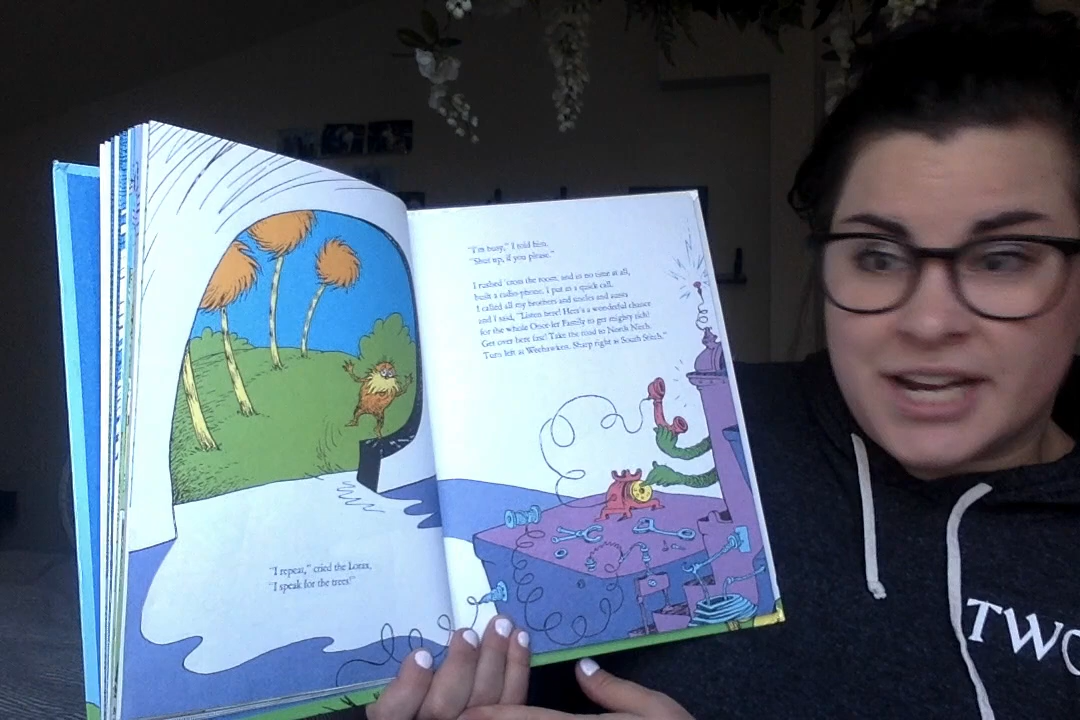 "I repeat," cried the Lorax,
"I speak for the trees!"
"I'm busy," I told him.
"Shut up, if you please."
I rushed 'cross the room, and in no time at all,
built a radio-phone. I put in a quick call.
I called all my brothers and uncles and aunts
and I said, "Listen here! Here's a wonderful chance
for the whole Once-ler Family to get mighty rich!
Get over here fast! Take the road to North Nitch.
Turn left at Weehawken. Sharp right at South Stitch."